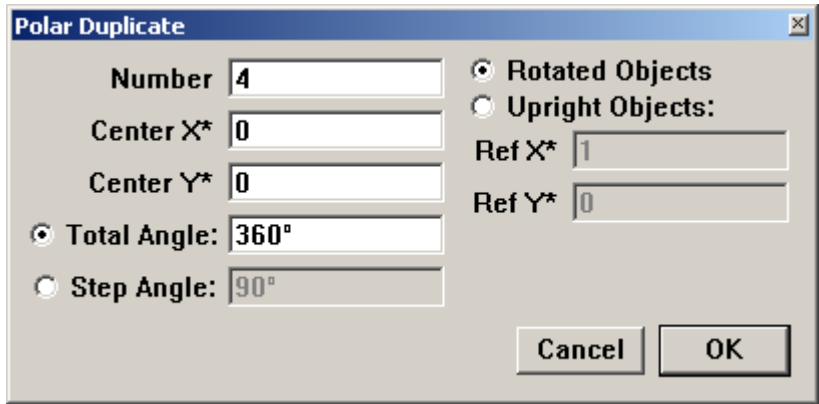 Polar Duplicate
Number 4
Center X* 0
Center Y* 0
Total Angle: 360°
Step Angle: 90°
Rotated Objects
Upright Objects:
Ref X* 1
Ref Y* 0
Cancel OK